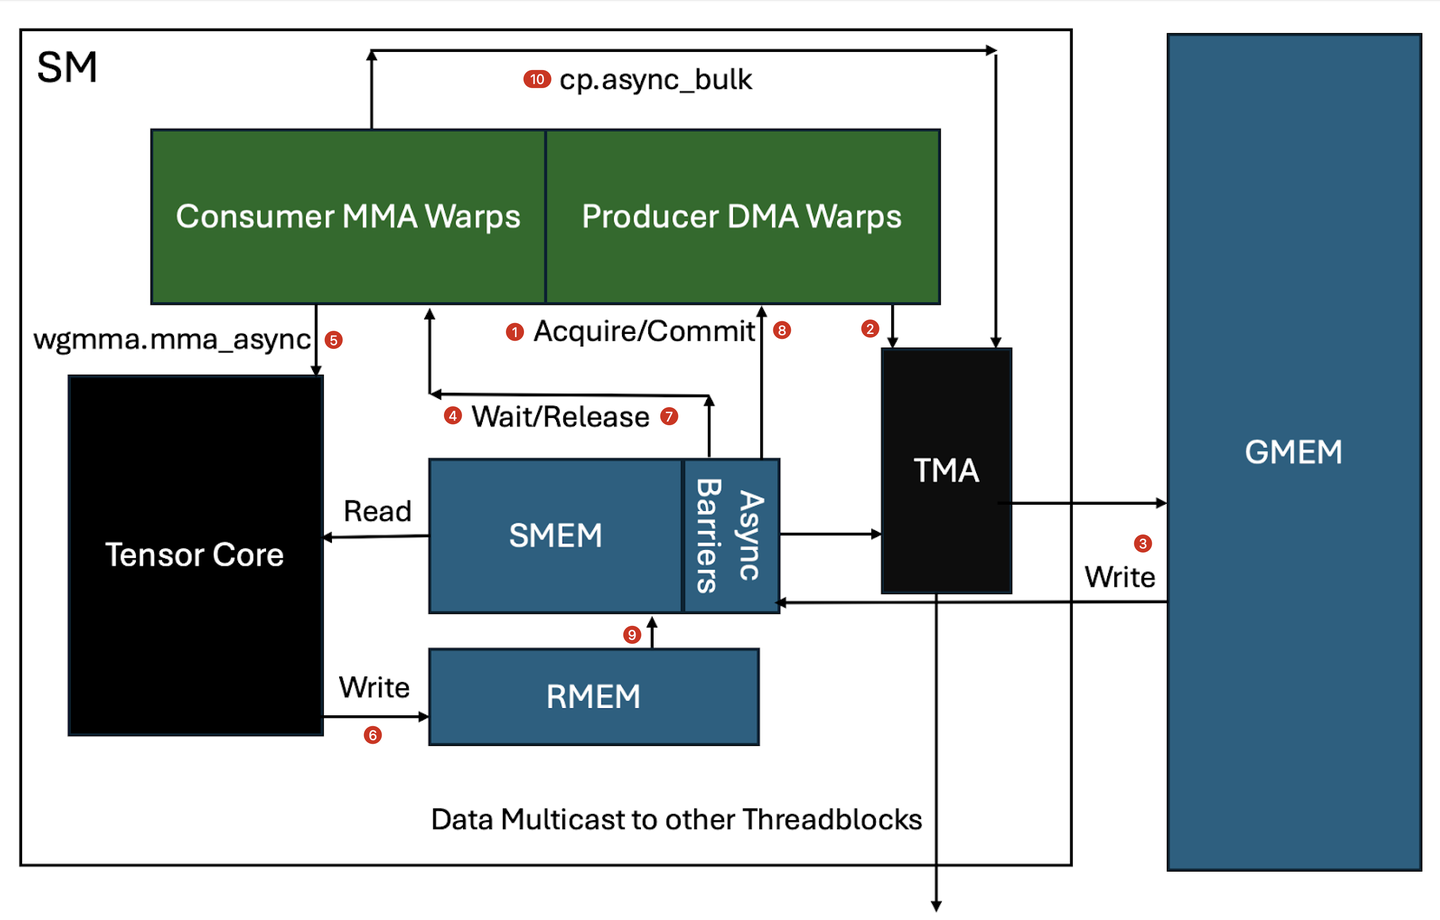 SM
10 cp.async_bulk
Consumer MMA Warps
Producer DMA Warps
wgmma.mma_async 5
1 Acquire/Commit 8
2
4 Wait/Release 7
TMA
GMEM
Read
SMEM
Async
Barriers
Tensor Core
3
Write
9
Write
RMEM
6
Data Multicast to other Threadblocks